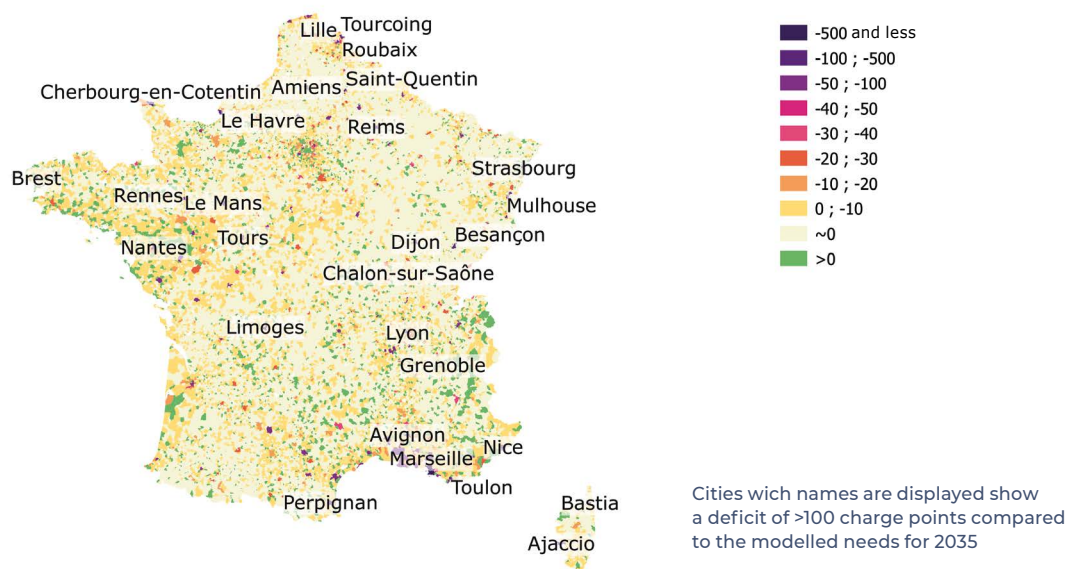 Lille
Tourcoing
Roubaix
Saint-Quentin
Amiens
Cherbourg-en-Cotentin
Le Havre
Reims
Strasbourg
Brest
Rennes
Le Mans
Mulhouse
Nantes
Tours
Dijon
Besançon
Chalon-sur-Saône
Limoges
Lyon
Grenoble
Avignon
Nice
Marseille
Toulon
Perpignan
Bastia
Ajaccio
-500 and less
-100 ; -500
-50 ; -100
-40 ; -50
-30 ; -40
-20 ; -30
-10 ; -20
0 ; -10
~0
>0
Cities wich names are displayed show
a deficit of >100 charge points compared
to the modelled needs for 2035